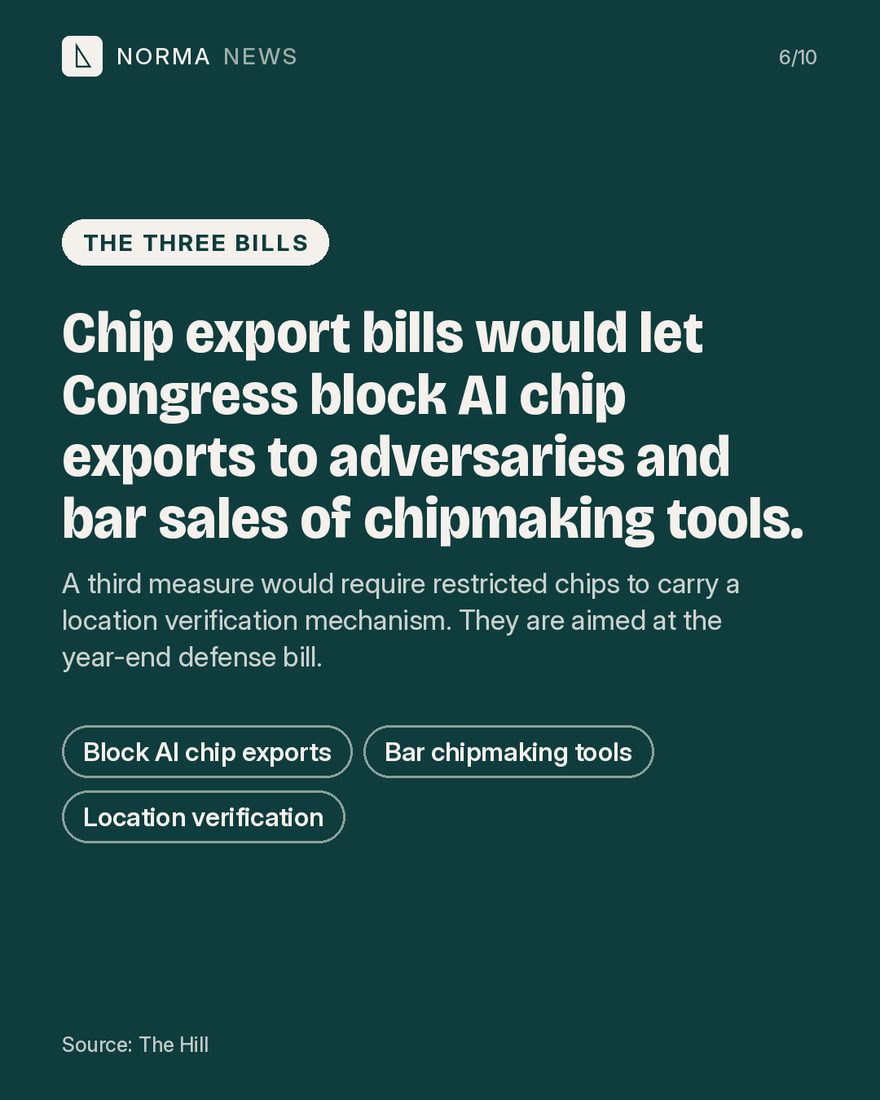 NORMA NEWS
6/10
THE THREE BILLS
Chip export bills would let
Congress block AI chip
exports to adversaries and
bar sales of chipmaking tools.
A third measure would require restricted chips to carry a
location verification mechanism. They are aimed at the
year-end defense bill.
Block AI chip exports
Bar chipmaking tools
Location verification
Source: The Hill